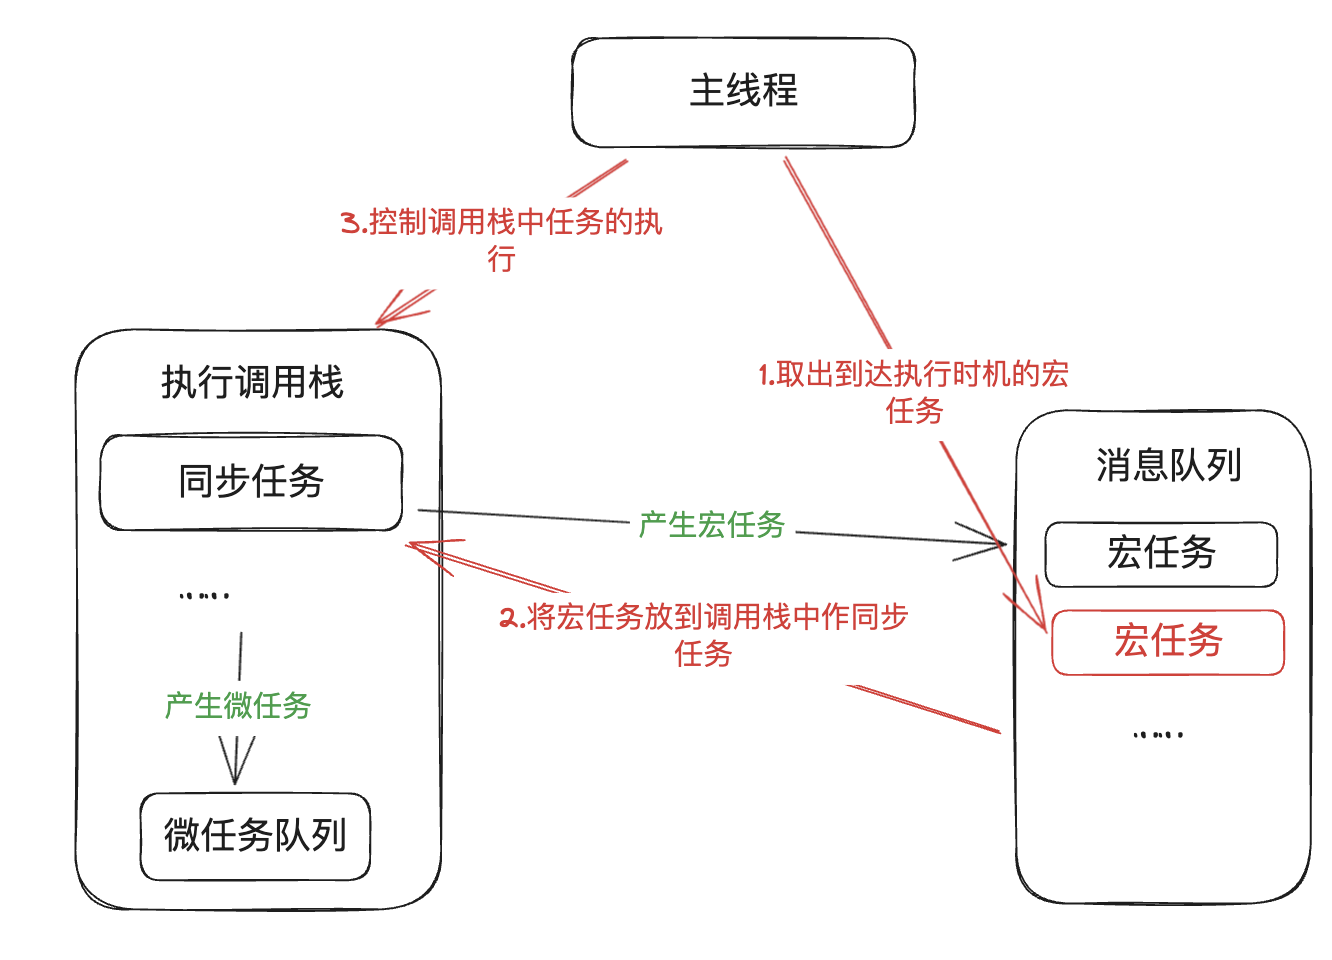 主线程
3.控制调用栈中任务的执
行
执行调用栈
1.取出到达执行时机的宏
任务
消息队列
同步任务
产生宏任务
宏任务
……
2.将宏任务放到调用栈中作同步
任务
宏任务
产生微任务
……
微任务队列